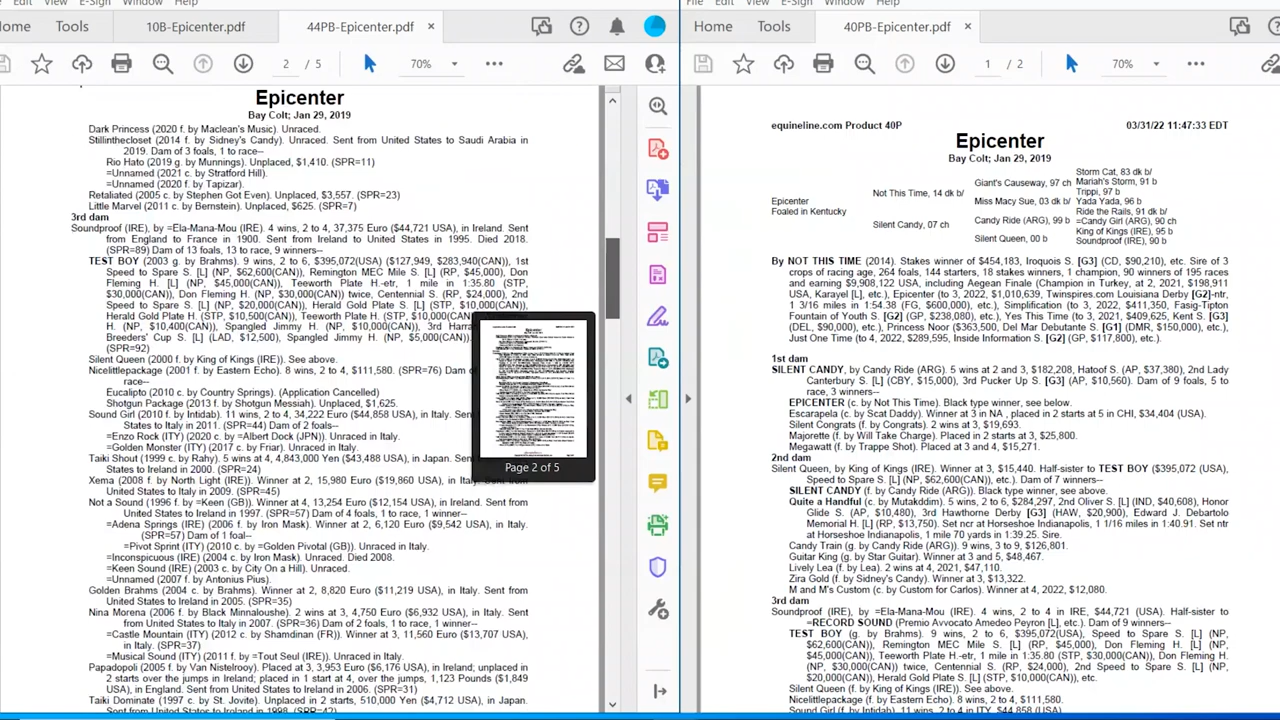 Edit View E-Sign Window Help
ome Tools 10B-Epicenter.pdf 44PB-Epicenter.pdf ×
2 / 5 70%
Epicenter
Bay Colt; Jan 29, 2019
Dark Princess (2020 f. by Maclean's Music). Unraced.
Stillinthecloset (2014 f. by Sidney's Candy). Unraced. Sent from United States to Saudi Arabia in
2019. Dam of 3 foals, 1 to race--
Rio Hato (2019 g. by Munnings). Unplaced, $1,410. (SPR=11)
=Unnamed (2021 c. by Stratford Hill).
=Unnamed (2020 f. by Tapizar).
Retaliated (2005 c. by Stephen Got Even). Unplaced, $3,557. (SPR=23)
Little Marvel (2011 c. by Bernstein). Unplaced, $625. (SPR=7)
3rd dam
Soundproof (IRE), by =Ela-Mana-Mou (IRE). 4 wins, 2 to 4, 37,375 Euro ($44,721 USA), in Ireland. Sent
from England to France in 1900. Sent from Ireland to United States in 1995. Died 2018.
(SPR=89) Dam of 13 foals, 13 to race, 9 winners--
TEST BOY (2003 g. by Brahms). 9 wins, 2 to 6, $395,072(USA) ($127,949, $283,940(CAN)), 1st
Speed to Spare S. [L] (NP, $62,600(CAN)), Remington MEC Mile S. [L] (RP, $45,000), Don
Fleming H. [L] (NP, $45,000(CAN)), Teeworth Plate H.-etr, 1 mile in 1:35.80 (STP,
$30,000(CAN)), Don Fleming H. (NP, $30,000(CAN)) twice, Centennial S. (RP, $24,000), 2nd
Speed to Spare S. [L] (NP, $20,000(CAN)), Herald Gold Plate S. [L] (STP, $10,000(CAN)),
Herald Gold Plate H. (STP, $10,500(CAN)), Teeworth Plate H. (STP, $10,000(CAN)
H. (NP, $10,400(CAN)), Spangled Jimmy H. (NP, $10,000(CAN)), 3rd Harra
Breeders' Cup S. [L] (LAD, $12,590), Spangled Jimmy H. (NP, $5,000(CAN)
(SPR=92)
Silent Queen (2000 f. by King of Kings (IRE)). See above.
Nicelittlepackage (2001 f. by Eastern Echo). 8 wins, 2 to 4, $111,580. (SPR=76) Dam o
race--
Eucalipto (2010 c. by Country Springs). (Application Cancelled)
Shotgun Package (2013 f. by Shotgun Messiah). Unplaced, $1,625.
Sound Girl (2010 f. by Intidab). 11 wins, 2 to 4, 34,222 Euro ($44,858 USA), in Italy. Sent
States to Italy in 2011. (SPR=44) Dam of 2 foals--
=Enzo Rock (ITY) (2020 c. by =Albert Dock (JPN)). Unraced in Italy.
=Golden Monster (ITY) (2017 c. by Friar). Unraced in Italy.
Taiki Shout (1999 c. by Rahy). 5 wins at 4, 4,843,000 Yen ($43,488 USA), in Japan. Sent
States to Ireland in 2000. (SPR=24)
Xema (2008 f. by North Light (IRE)). Winner at 2, 15,980 Euro ($19,860 USA), in Italy. Sent
United States to Italy in 2009. (SPR=45)
Not a Sound (1996 f. by =Keen (GB)). Winner at 4, 13,254 Euro ($12,154 USA), in Ireland. Sent from
United States to Ireland in 1997. (SPR=57) Dam of 4 foals, 1 to race, 1 winner--
=Adena Springs (IRE) (2006 f. by Iron Mask). Winner at 2, 6,120 Euro ($9,542 USA), in Italy.
(SPR=57) Dam of 1 foal--
=Pivot Sprint (ITY) (2010 c. by =Golden Pivotal (GB)). Unraced in Italy.
=Inconspicuous (IRE) (2004 c. by Iron Mask). Unraced. Died 2008.
=Keen Sound (IRE) (2003 c. by City On a Hill). Unraced.
=Unnamed (2007 f. by Antonius Pius).
Golden Brahms (2004 c. by Brahms). Winner at 2, 8,820 Euro ($11,219 USA), in Italy. Sent from
United States to Ireland in 2005. (SPR=35)
Nina Morena (2006 f. by Black Minnaloushe). 2 wins at 3, 4,750 Euro ($6,932 USA), in Italy. Sent
from United States to Italy in 2007. (SPR=36) Dam of 2 foals, 1 to race, 1 winner--
=Castle Mountain (ITY) (2012 c. by Shamdinan (FR)). Winner at 3, 11,560 Euro ($13,707 USA),
in Italy. (SPR=37)
=Musical Sound (ITY) (2011 f. by =Tout Seul (IRE)). Unraced in Italy.
Papadopoli (2005 f. by Van Nistelrooy). Placed at 3, 3,953 Euro ($6,176 USA), in Ireland; unplaced in
2 starts over the jumps in Ireland; placed in 1 start at 4, over the jumps, 1,123 Pounds ($1,849
USA), in England. Sent from United States to Ireland in 2006. (SPR=31)
Taiki Dominate (1997 c. by St. Jovite). Unplaced in 2 starts, 510,000 Yen ($4,712 USA), in Japan.
Sent from United States to Ireland in 1998. (SPR=42)
Page 2 of 5
File Edit View E-Sign Window Help
Home Tools 40PB-Epicenter.pdf ×
1 / 2 70%
equineline.com Product 40P 03/31/22 11:47:33 EDT
Epicenter
Bay Colt; Jan 29, 2019
Epicenter
Foaled in Kentucky
Not This Time, 14 dk b/
Silent Candy, 07 ch
Giant's Causeway, 97 ch
Miss Macy Sue, 03 dk b/
Candy Ride (ARG), 99 b
Silent Queen, 00 b
Storm Cat, 83 dk b/
Mariah's Storm, 91 b
Trippi, 97 b
Yada Yada, 96 b
Ride the Rails, 91 dk b/
=Candy Girl (ARG), 90 ch
King of Kings (IRE), 95 b
Soundproof (IRE), 90 b
By NOT THIS TIME (2014). Stakes winner of $454,183, Iroquois S. [G3] (CD, $90,210), etc. Sire of 3
crops of racing age, 264 foals, 144 starters, 18 stakes winners, 1 champion, 90 winners of 195 races
and earning $9,908,122 USA, including Aegean Finale (Champion in Turkey, at 2, 2021, $198,911
USA, Karayel [L], etc.), Epicenter (to 3, 2022, $1,010,639, Twinspires.com Louisiana Derby [G2]-ntr,
1 3/16 miles in 1:54.38 (FG, $600,000), etc.), Simplification (to 3, 2022, $411,350, Fasig-Tipton
Fountain of Youth S. [G2] (GP, $238,080), etc.), Yes This Time (to 3, 2021, $409,625, Kent S. [G3]
(DEL, $90,000), etc.), Princess Noor ($363,500, Del Mar Debutante S. [G1] (DMR, $150,000), etc.),
Just One Time (to 4, 2022, $289,595, Inside Information S. [G2] (GP, $117,800), etc.).
1st dam
SILENT CANDY, by Candy Ride (ARG). 5 wins at 2 and 3, $182,208, Hatoof S. (AP, $37,380), 2nd Lady
Canterbury S. [L] (CBY, $15,000), 3rd Pucker Up S. [G3] (AP, $10,560). Dam of 9 foals, 5 to
race, 3 winners--
EPICENTER (c. by Not This Time). Black type winner, see below.
Escarapela (c. by Scat Daddy). Winner at 3 in NA , placed in 2 starts at 5 in CHI, $34,404 (USA).
Silent Congrats (f. by Congrats). 2 wins at 3, $19,693.
Majorette (f. by Will Take Charge). Placed in 2 starts at 3, $25,800.
Megawatt (f. by Trappe Shot). Placed at 3 and 4, $15,271.
2nd dam
Silent Queen, by King of Kings (IRE). Winner at 3, $15,440. Half-sister to TEST BOY ($395,072 (USA),
Speed to Spare S. [L] (NP, $62,600(CAN)), etc.). Dam of 7 winners--
SILENT CANDY (f. by Candy Ride (ARG)). Black type winner, see above.
Quite a Handful (c. by Mutakddim). 5 wins, 2 to 6, $284,297, 2nd Oliver S. [L] (IND, $40,608), Honor
Glide S. (AP, $10,480), 3rd Hawthorne Derby [G3] (HAW, $20,900), Edward J. Debartolo
Memorial H. [L] (RP, $13,750). Set ncr at Horseshoe Indianapolis, 1 1/16 miles in 1:40.91. Set ntr
at Horseshoe Indianapolis, 1 mile 70 yards in 1:39.25. Sire.
Candy Train (g. by Candy Ride (ARG)). 9 wins, 3 to 9, $126,801.
Guitar King (g. by Star Guitar). Winner at 3 and 5, $48,467.
Lively Lea (f. by Lea). 2 wins at 4, 2021, $47,110.
Zira Gold (f. by Sidney's Candy). Winner at 3, $13,322.
M and M's Custom (c. by Custom for Carlos). Winner at 4, 2022, $12,080.
3rd dam
Soundproof (IRE), by =Ela-Mana-Mou (IRE). 4 wins, 2 to 4 in IRE, $44,721 (USA). Half-sister to
=RECORD SOUND (Premio Avvocato Amedeo Peyron [L], etc.). Dam of 9 winners--
TEST BOY (g. by Brahms). 9 wins, 2 to 6, $395,072(USA), Speed to Spare S. [L] (NP,
$62,600(CAN)), Remington MEC Mile S. [L] (RP, $45,000), Don Fleming H. [L] (NP,
$45,000(CAN)), Teeworth Plate H.-etr, 1 mile in 1:35.80 (STP, $30,000(CAN)), Don Fleming H.
(NP, $30,000(CAN)) twice, Centennial S. (RP, $24,000), 2nd Speed to Spare S. [L] (NP,
$20,000(CAN)), Herald Gold Plate S. [L] (STP, $10,000(CAN)), etc.
Silent Queen (f. by King of Kings (IRE)). See above.
Nicelittlepackage (f. by Eastern Echo). 8 wins, 2 to 4, $111,580.
Sound Girl (f. by Intidab). 11 wins, 2 to 4 in ITY, $44,858 (USA).